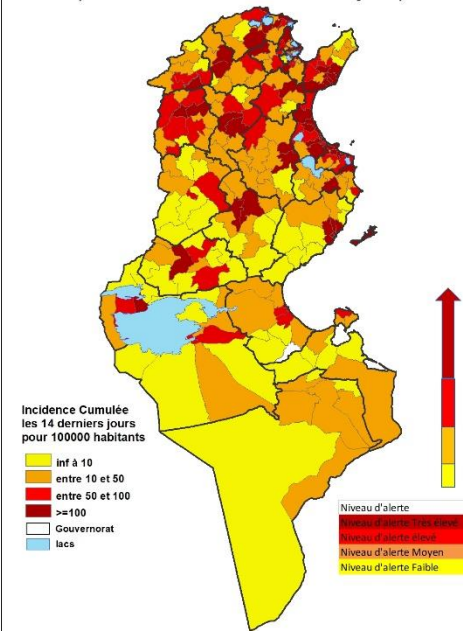 Incidence Cumulée
les 14 derniers jours
pour 100000 habitants
inf à 10
entre 10 et 50
entre 50 et 100
>=100
Gouvernorat
lacs
Niveau d'alerte
Niveau d'alerte Très élevé
Niveau d'alerte élevé
Niveau d'alerte Moyen
Niveau d'alerte Faible